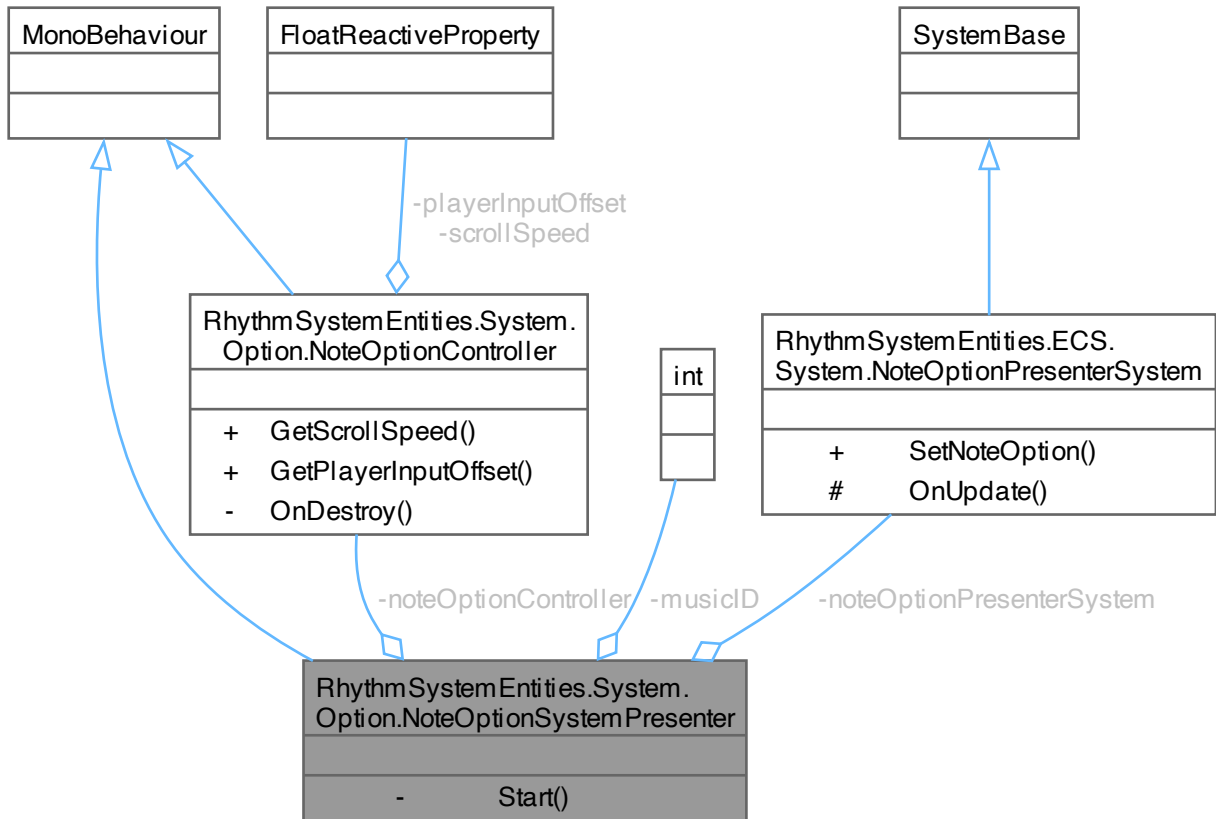 MonoBehaviour
FloatReactiveProperty
SystemBase
-playerInputOffset
-scrollSpeed
RhythmSystemEntities.System.
Option.NoteOptionController
+ GetScrollSpeed()
+ GetPlayerInputOffset()
- OnDestroy()
int
RhythmSystemEntities.ECS.
System.NoteOptionPresenterSystem
+ SetNoteOption()
# OnUpdate()
-noteOptionController
-musicID
-noteOptionPresenterSystem
RhythmSystemEntities.System.
Option.NoteOptionSystemPresenter
- Start()